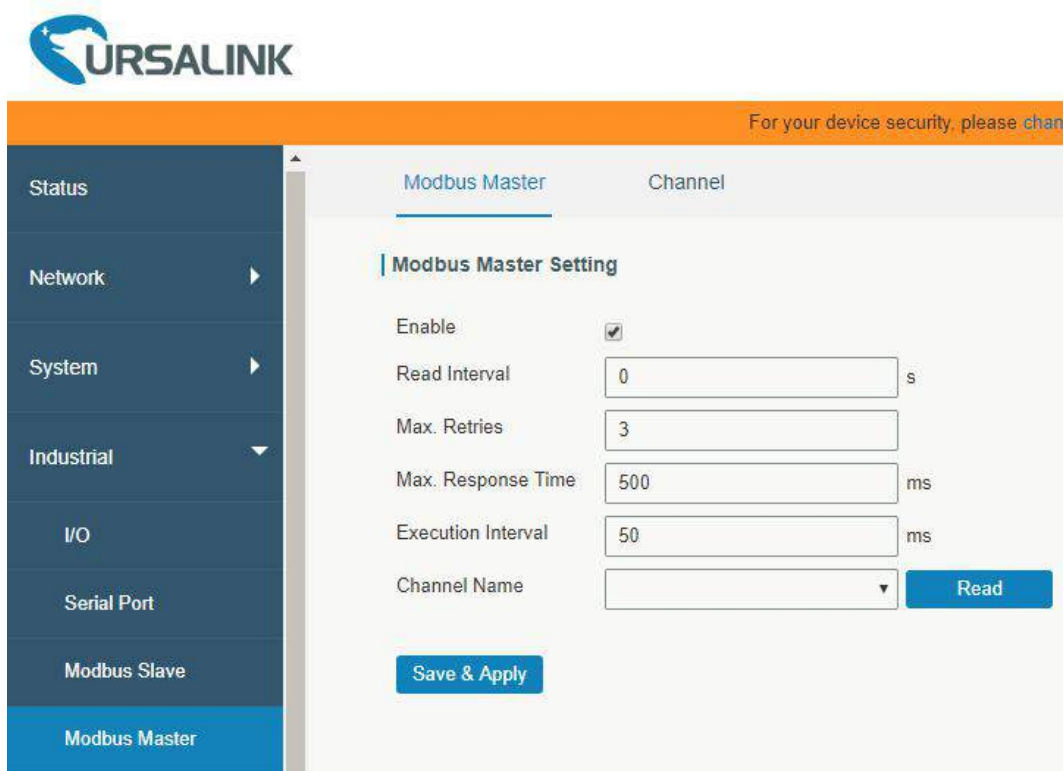 URSALINK
For your device security, please chan
Status
Network
System
Industrial
I/O
Serial Port
Modbus Slave
Modbus Master
Modbus Master Channel
Modbus Master Setting
Enable
Read Interval 0 s
Max. Retries 3
Max. Response Time 500 ms
Execution Interval 50 ms
Channel Name Read
Save & Apply